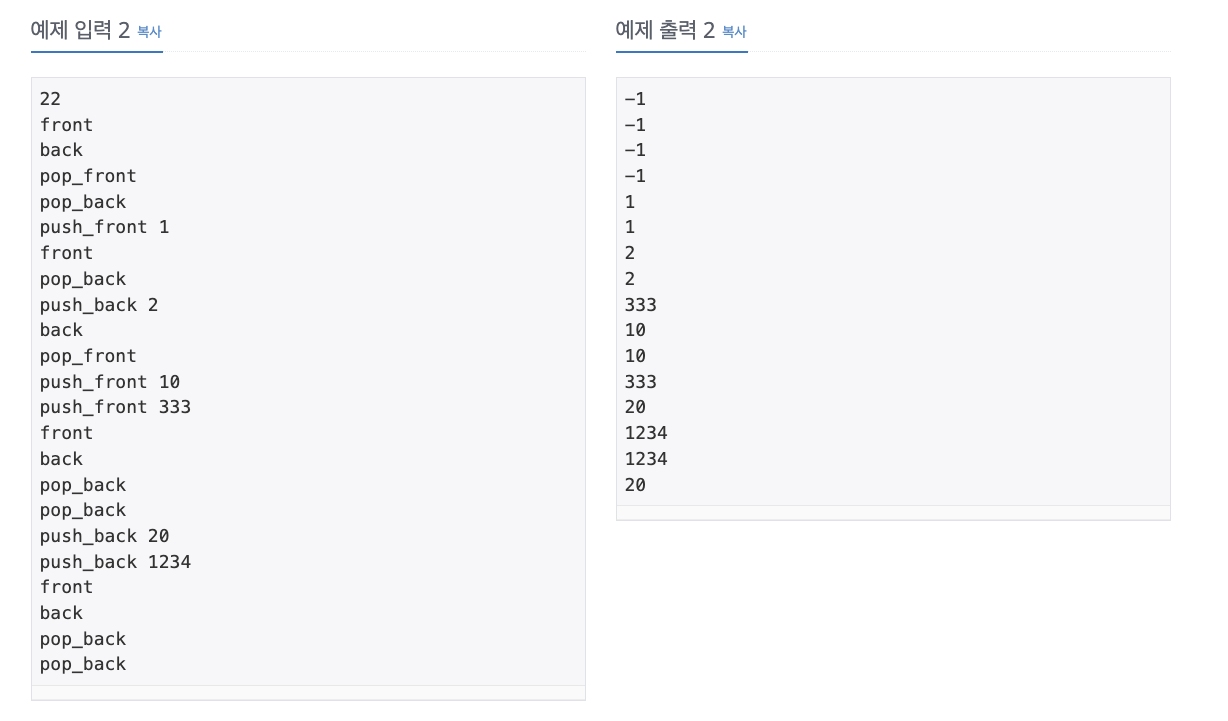 예제 입력 2 복사
22
front
back
pop_front
pop_back
push_front 1
front
pop_back
push_back 2
back
pop_front
push_front 10
push_front 333
front
back
pop_back
pop_back
push_back 20
push_back 1234
front
back
pop_back
pop_back
예제 출력 2 복사
-1
-1
-1
-1
1
1
2
2
333
10
10
333
20
1234
1234
20